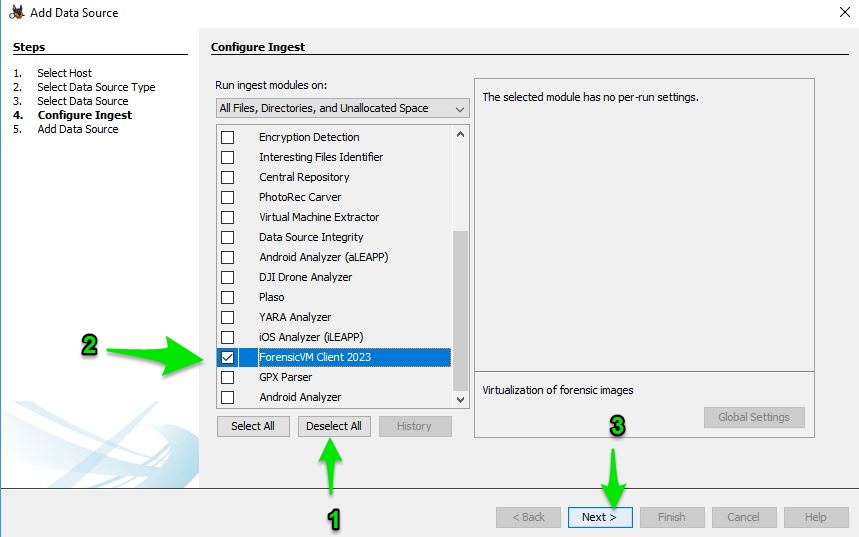 Add Data Source
Steps
1. Select Host
2. Select Data Source Type
3. Select Data Source
4. Configure Ingest
5. Add Data Source
Configure Ingest
Run ingest modules on:
All Files, Directories, and Unallocated Space
Encryption Detection
Interesting Files Identifier
Central Repository
PhotoRec Carver
Virtual Machine Extractor
Data Source Integrity
Android Analyzer (aLEAPP)
DJI Drone Analyzer
Plaso
YARA Analyzer
iOS Analyzer (iLEAPP)
ForensicVM Client 2023
GPX Parser
Android Analyzer
Select All Deselect All History
The selected module has no per-run settings.
Virtualization of forensic images
Global Settings
2
1
3
< Back Next > Finish Cancel Help